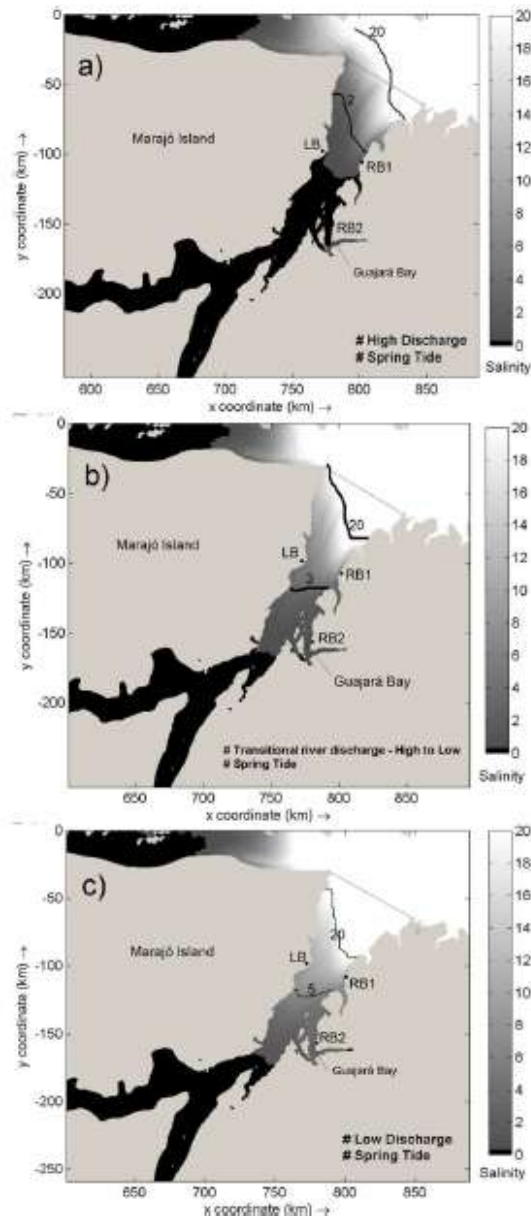 a)
20
2
Marajó Island
LB
RB1
RB2
Guajará Bay
# High Discharge
# Spring Tide
0
-50
-100
-150
-200
y coordinate (km) →
600 650 700 750 800 850
x coordinate (km) →
20
18
16
14
12
10
8
6
4
2
0
Salinity
b)
20
Marajó Island
LB
RB1
RB2
Guajará Bay
# Transitional river discharge - High to Low
# Spring Tide
0
-50
-100
-150
-200
y coordinate (km) →
650 700 750 800 850
x coordinate (km) →
20
18
16
14
12
10
8
6
4
2
0
Salinity
c)
20
5
Marajó Island
LB
RB1
RB2
Guajará Bay
# Low Discharge
# Spring Tide
0
-50
-100
-150
-200
-250
y coordinate (km) →
650 700 750 800 850
x coordinate (km) →
20
18
16
14
12
10
8
6
4
2
0
Salinity